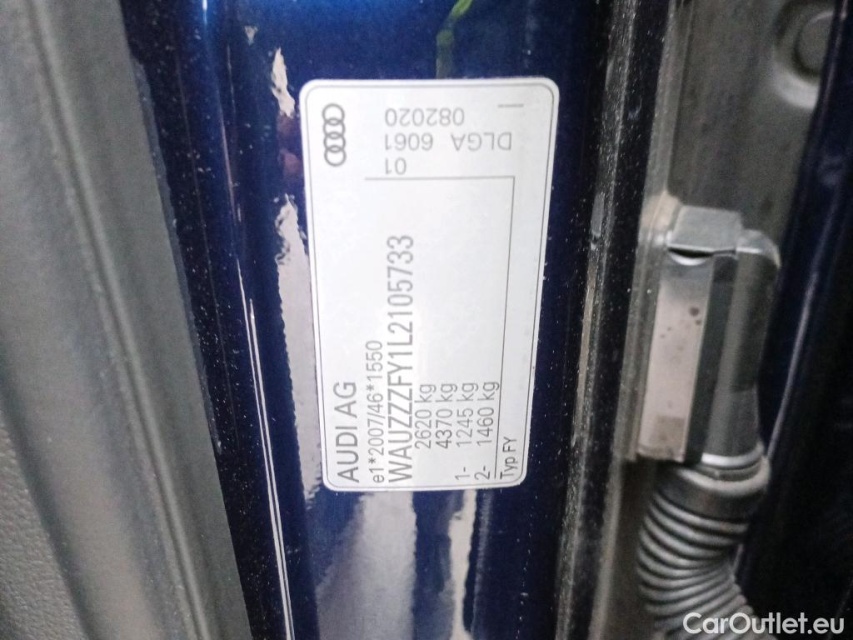 AUDI AG
e1*2007/46*1550
WAUZZZFY1L2105733
2620 kg
4370 kg
1- 1245 kg
2- 1460 kg
Typ FY
01
DLGA 6061
082020
CarOutlet.eu